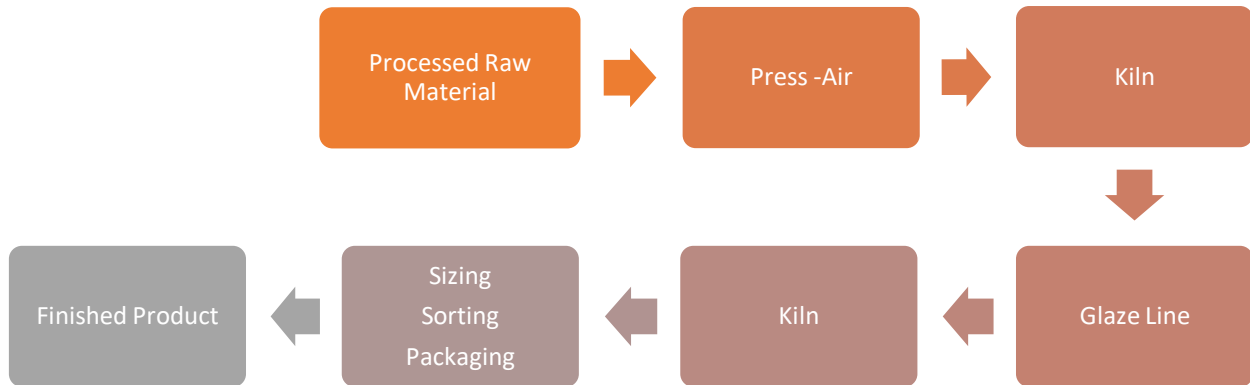 Processed Raw
Material
Press -Air
Kiln
Glaze Line
Kiln
Sizing
Sorting
Packaging
Finished Product